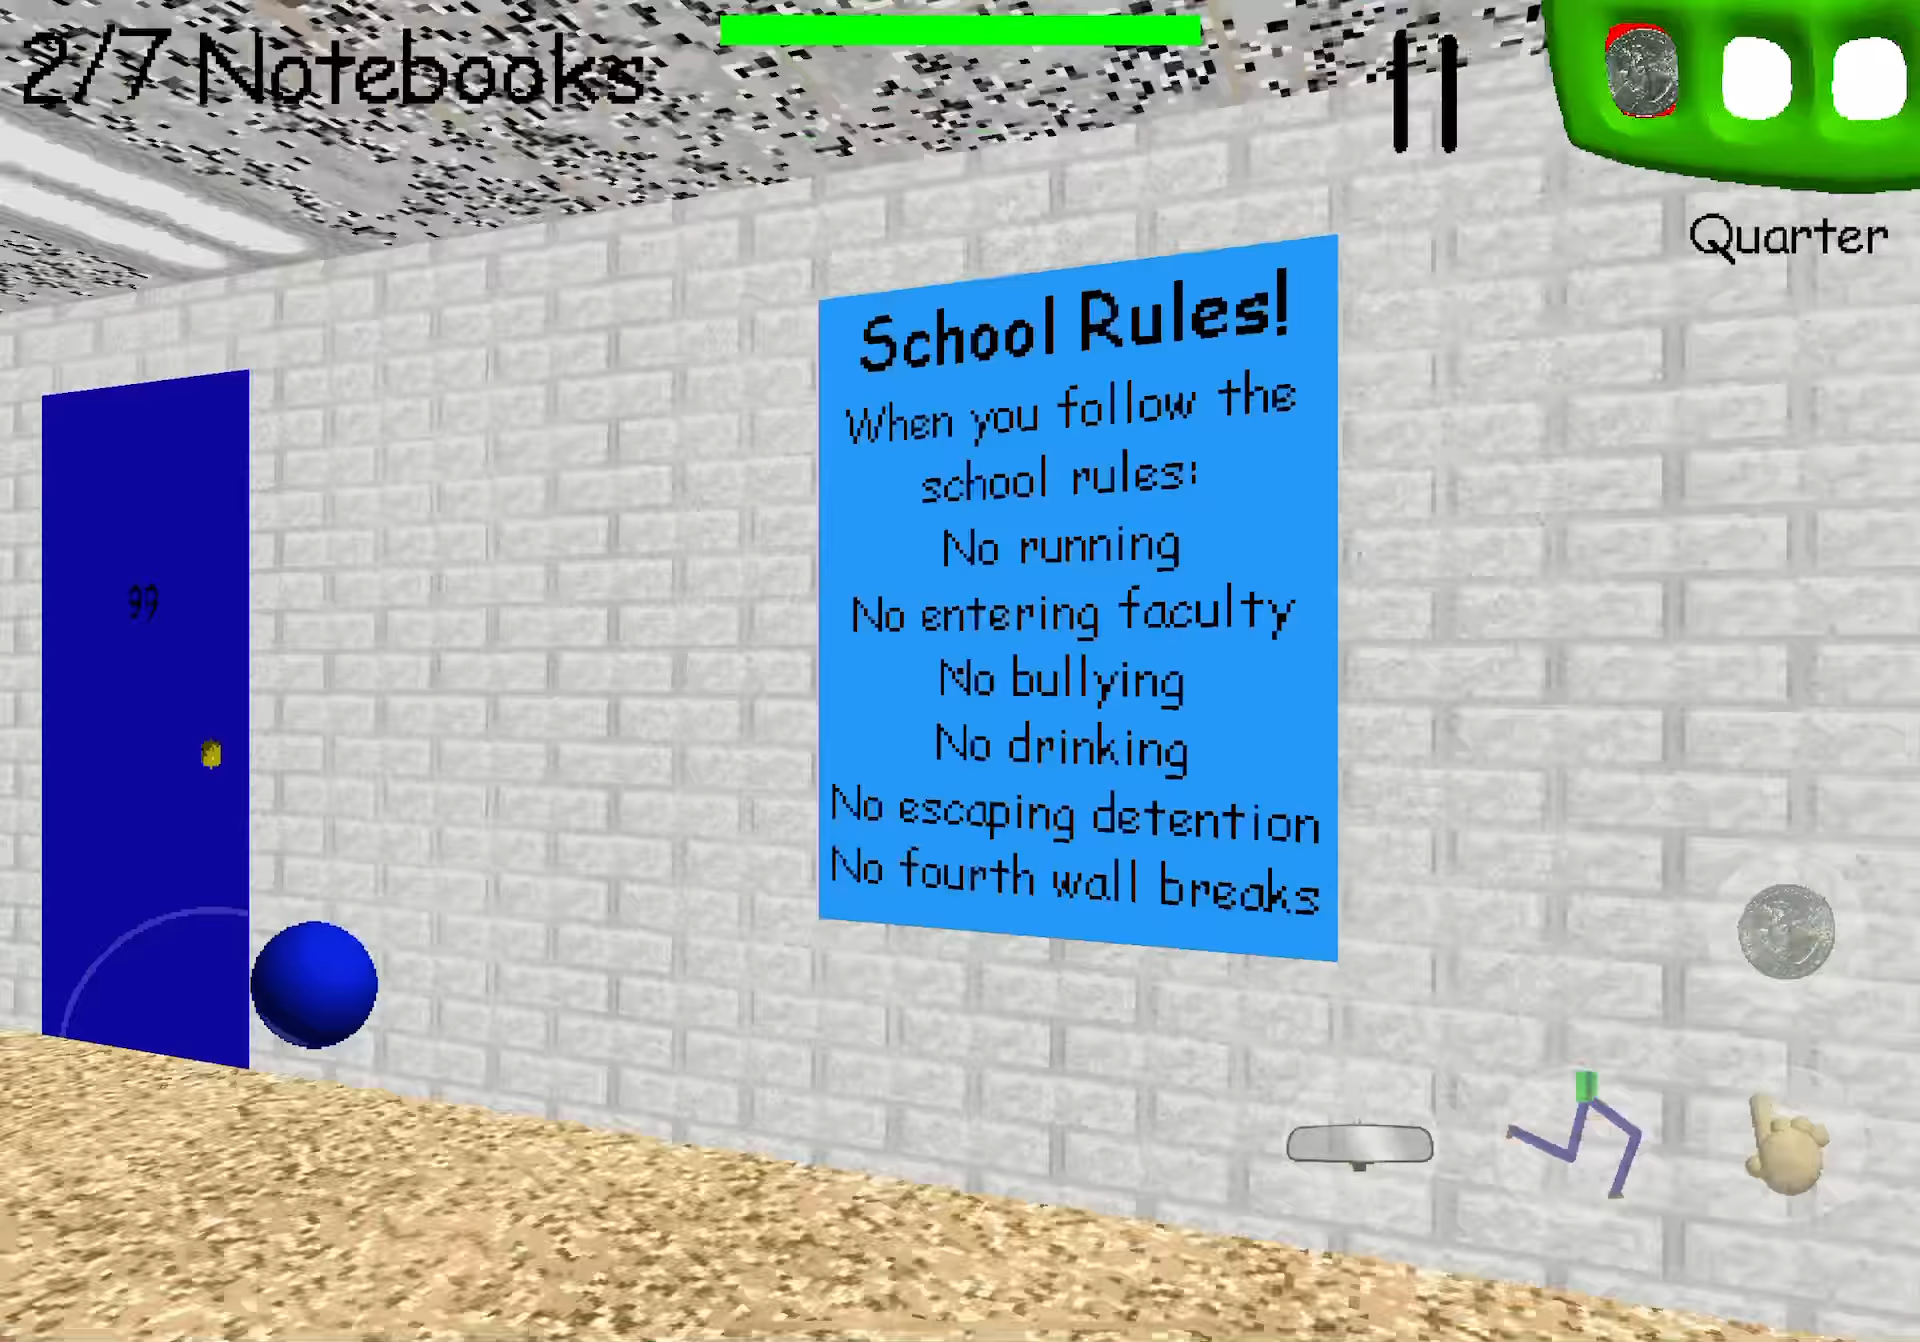 2/7 Notebooks
Quarter
School Rules!
When you follow the
school rules:
No running
No entering faculty
No bullying
No drinking
No escaping detention
No fourth wall breaks
99